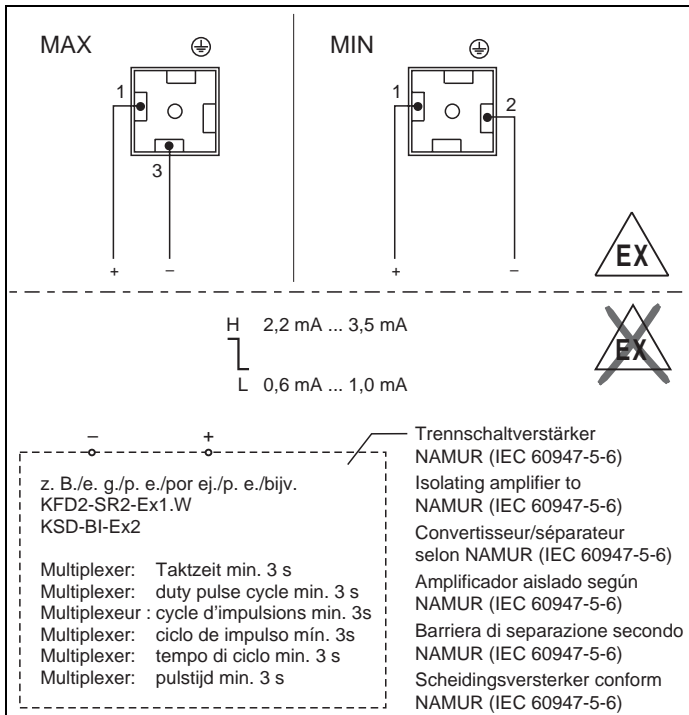 MAX
1
3
+ –
MIN
1
2
+ –
EX
H 2,2 mA ... 3,5 mA
L 0,6 mA ... 1,0 mA
EX
– +
z. B./e. g./p. e./por ej./p. e./bijv.
KFD2-SR2-Ex1.W
KSD-BI-Ex2
Multiplexer: Taktzeit min. 3 s
Multiplexer: duty pulse cycle min. 3 s
Multiplexeur : cycle d’impulsions min. 3s
Multiplexer: ciclo de impulso mín. 3s
Multiplexer: tempo di ciclo min. 3 s
Multiplexer: pulstijd min. 3 s
Trennschaltverstärker
NAMUR (IEC 60947-5-6)
Isolating amplifier to
NAMUR (IEC 60947-5-6)
Convertisseur/séparateur
selon NAMUR (IEC 60947-5-6)
Amplificador aislado según
NAMUR (IEC 60947-5-6)
Barriera di separazione secondo
NAMUR (IEC 60947-5-6)
Scheidingsversterker conform
NAMUR (IEC 60947-5-6)